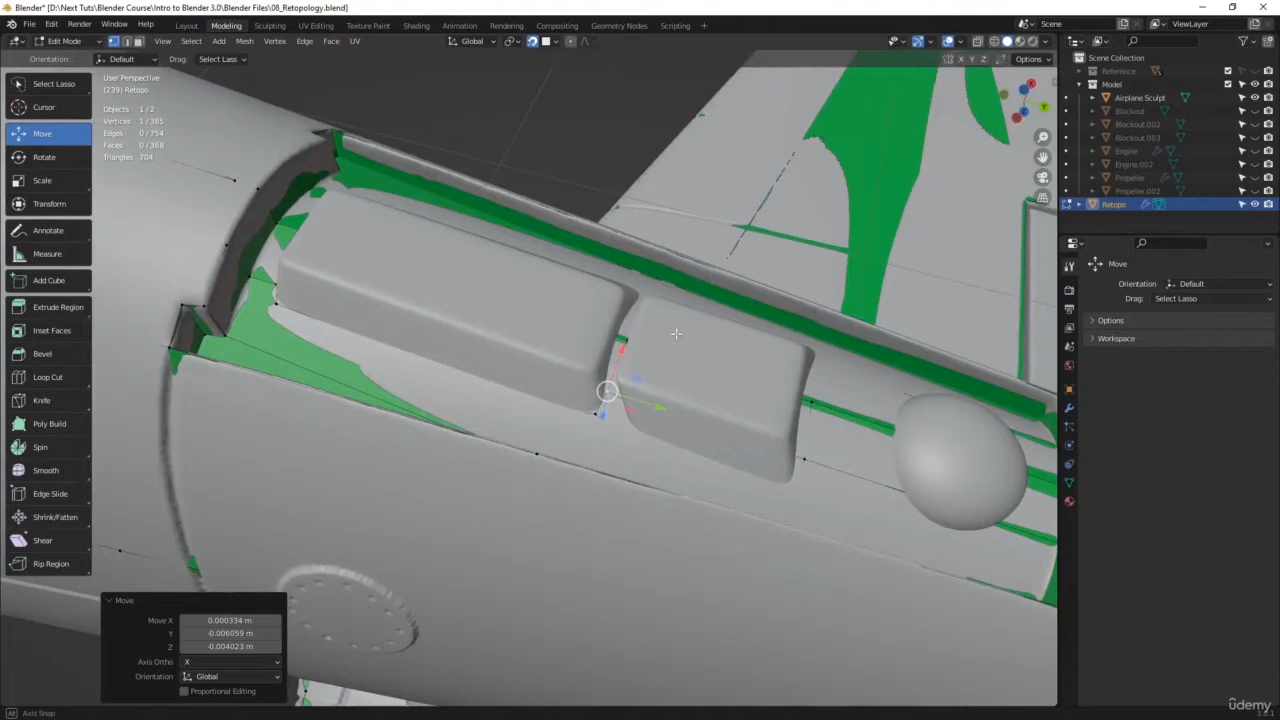 Blender* [D:\Next Tuts\Blender Course\Intro to Blender 3.0\Blender Files\08_Retopology.blend]
File Edit Render Window Help Layout Modeling Sculpting UV Editing Texture Paint Shading Animation Rendering Compositing Geometry Nodes Scripting + Scene ViewLayer
Edit Mode View Select Add Mesh Vertex Edge Face UV Global
Orientation: Default Drag: Select Lass X Y Z Options
User Perspective
(239) Retopo
Objects 1/2
Vertices 1/385
Edges 0/754
Faces 0/368
Triangles 704
Select Lasso
Cursor
Move
Rotate
Scale
Transform
Annotate
Measure
Add Cube
Extrude Region
Inset Faces
Bevel
Loop Cut
Knife
Poly Build
Spin
Smooth
Edge Slide
Shrink/Fatten
Shear
Rip Region
Move
Move X 0.000334 m
Y -0.006059 m
Z -0.004023 m
Axis Ortho X
Orientation Global
Proportional Editing
Axis Snap
X
Y
Z
Scene Collection
Reference
Model
Airplane Sculpt
Blockout
Blockout.002
Blockout.003
Engine
Engine.002
Propeller
Propeller.002
Retopo
Move
Orientation Default
Drag: Select Lasso
Options
Workspace
udemy